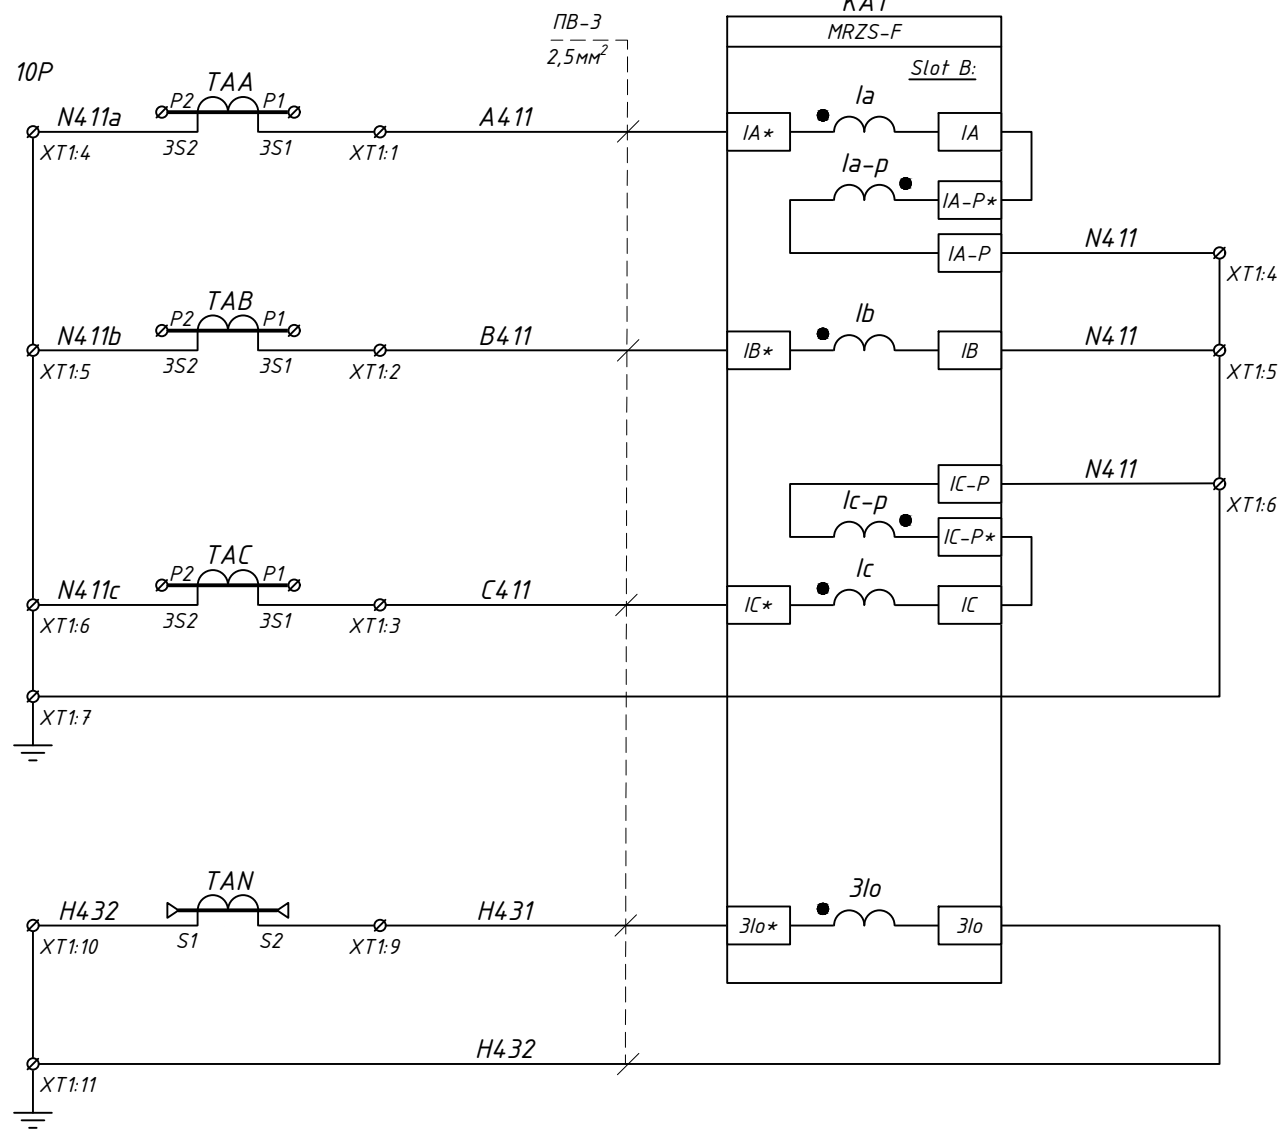 KA1
MRZS-F
Slot B:
ПВ-3
2,5мм²
10P
N411a
P2
TAA
P1
A411
XT1:4
3S2
3S1
XT1:1
IA*
Ia
IA
Ia-p
IA-P*
IA-P
N411
XT1:4
N411b
P2
TAB
P1
B411
XT1:5
3S2
3S1
XT1:2
IB*
Ib
IB
N411
XT1:5
IC-P
N411
XT1:6
Ic-p
IC-P*
N411c
P2
TAC
P1
C411
XT1:6
3S2
3S1
XT1:3
IC*
Ic
IC
XT1:7
H432
TAN
H431
XT1:10
S1
S2
XT1:9
3Io*
3Io
3Io
H432
XT1:11